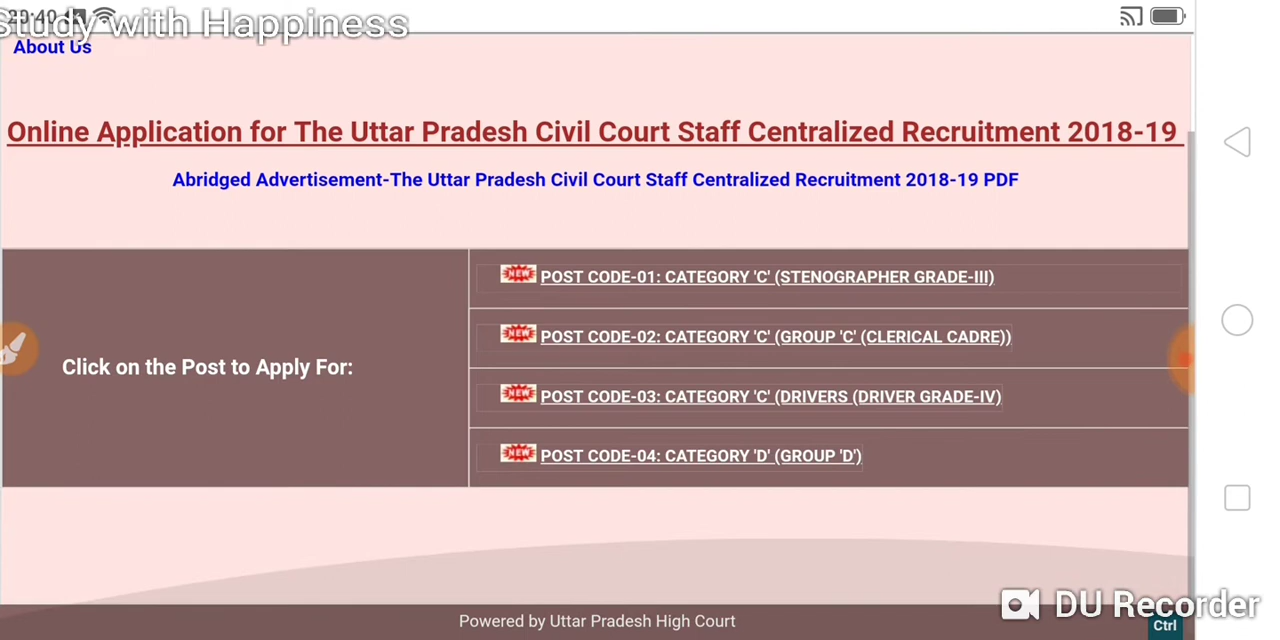 20:40
Study with Happiness
About Us
Online Application for The Uttar Pradesh Civil Court Staff Centralized Recruitment 2018-19
Abridged Advertisement-The Uttar Pradesh Civil Court Staff Centralized Recruitment 2018-19 PDF
Click on the Post to Apply For:
NEW POST CODE-01: CATEGORY 'C' (STENOGRAPHER GRADE-III)
NEW POST CODE-02: CATEGORY 'C' (GROUP 'C' (CLERICAL CADRE))
NEW POST CODE-03: CATEGORY 'C' (DRIVERS (DRIVER GRADE-IV)
NEW POST CODE-04: CATEGORY 'D' (GROUP 'D')
Powered by Uttar Pradesh High Court
DU Recorder
Ctrl